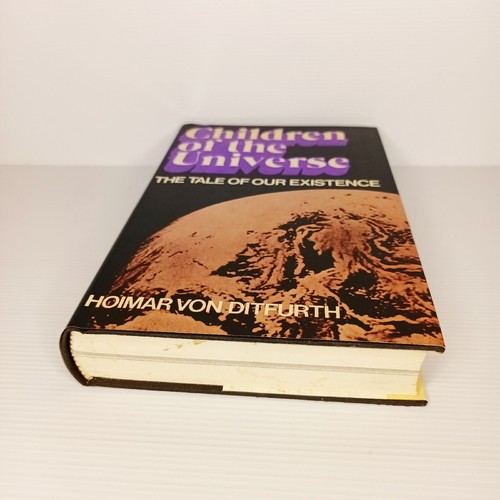 Children
of the
Universe
THE TALE OF OUR EXISTENCE
HOIMAR VON DITFURTH